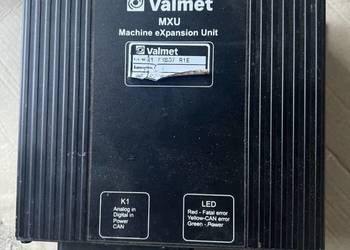 Valmet
MXU
Machine eXpansion Unit
Valmet
R1E
K1
Analog in
Digital in
Power
CAN
LED
Red - Fatal error
Yellow-CAN error
Green - Power